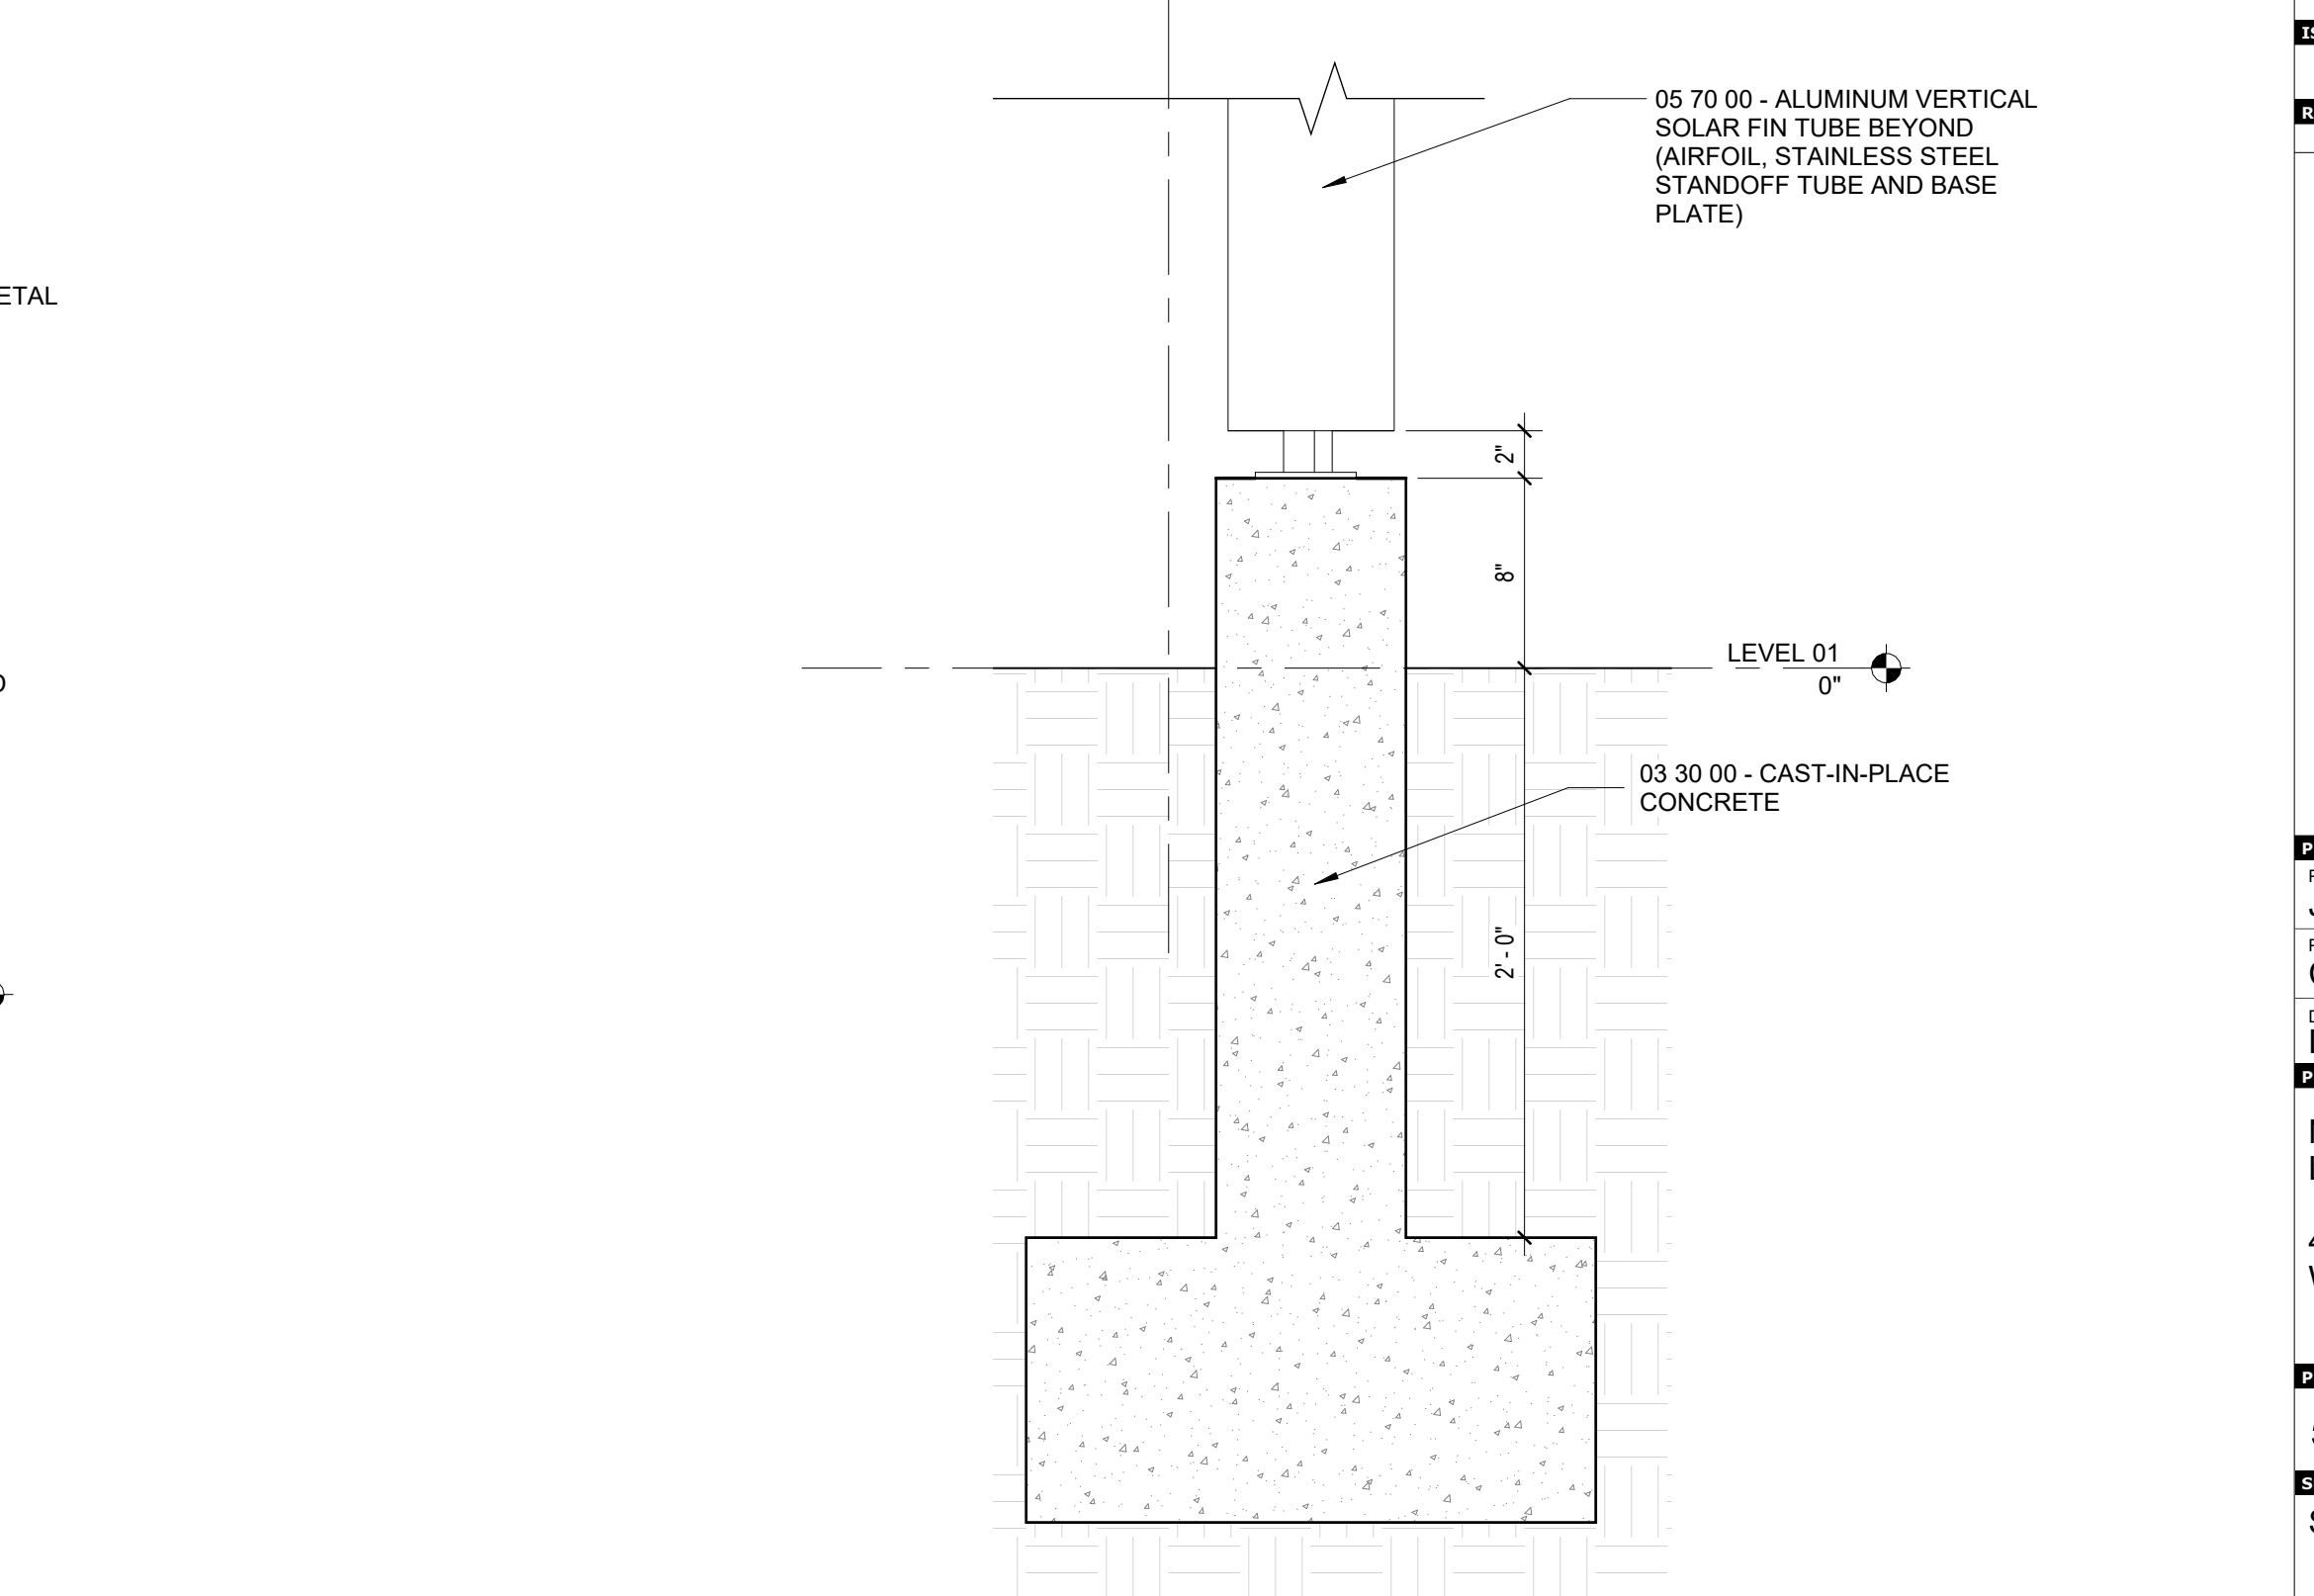 05 70 00 - ALUMINUM VERTICAL
SOLAR FIN TUBE BEYOND
(AIRFOIL, STAINLESS STEEL
STANDOFF TUBE AND BASE
PLATE)
ETAL
2"
8"
LEVEL 01
0"
03 30 00 - CAST-IN-PLACE
CONCRETE
2' - 0"